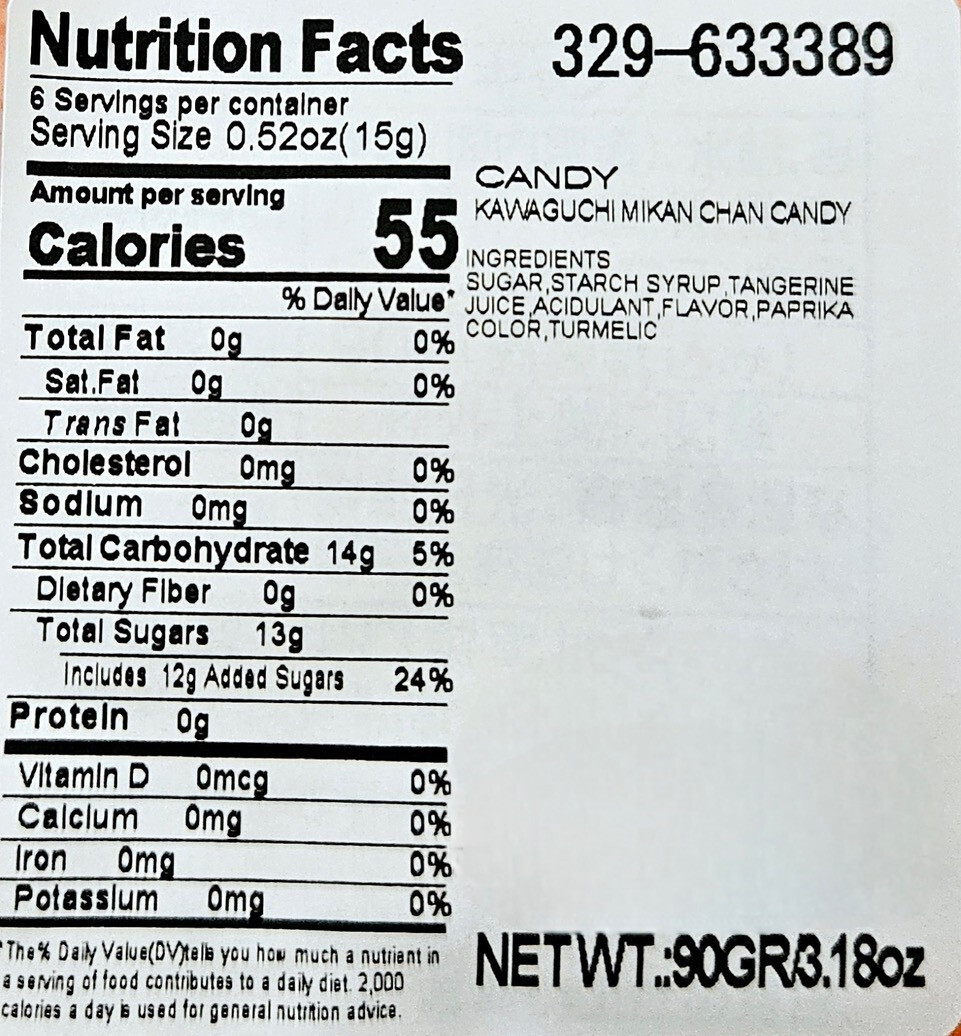 Nutrition Facts
329-633389
6 Servings per container
Serving Size 0.52oz(15g)
Amount per serving
Calories 55
% Daily Value*
Total Fat 0g 0%
Sat.Fat 0g 0%
Trans Fat 0g
Cholesterol 0mg 0%
Sodium 0mg 0%
Total Carbohydrate 14g 5%
Dietary Fiber 0g 0%
Total Sugars 13g
Includes 12g Added Sugars 24%
Protein 0g
Vitamin D 0mcg 0%
Calcium 0mg 0%
Iron 0mg 0%
Potassium 0mg 0%
*The % Daily Value(DV)tells you how much a nutrient in
a serving of food contributes to a daily diet. 2,000
calories a day is used for general nutrition advice.
CANDY
KAWAGUCHI MIKAN CHAN CANDY
INGREDIENTS
SUGAR,STARCH SYRUP,TANGERINE
JUICE,ACIDULANT,FLAVOR,PAPRIKA
COLOR,TURMELIC
NET WT.:90GR/3.18oz